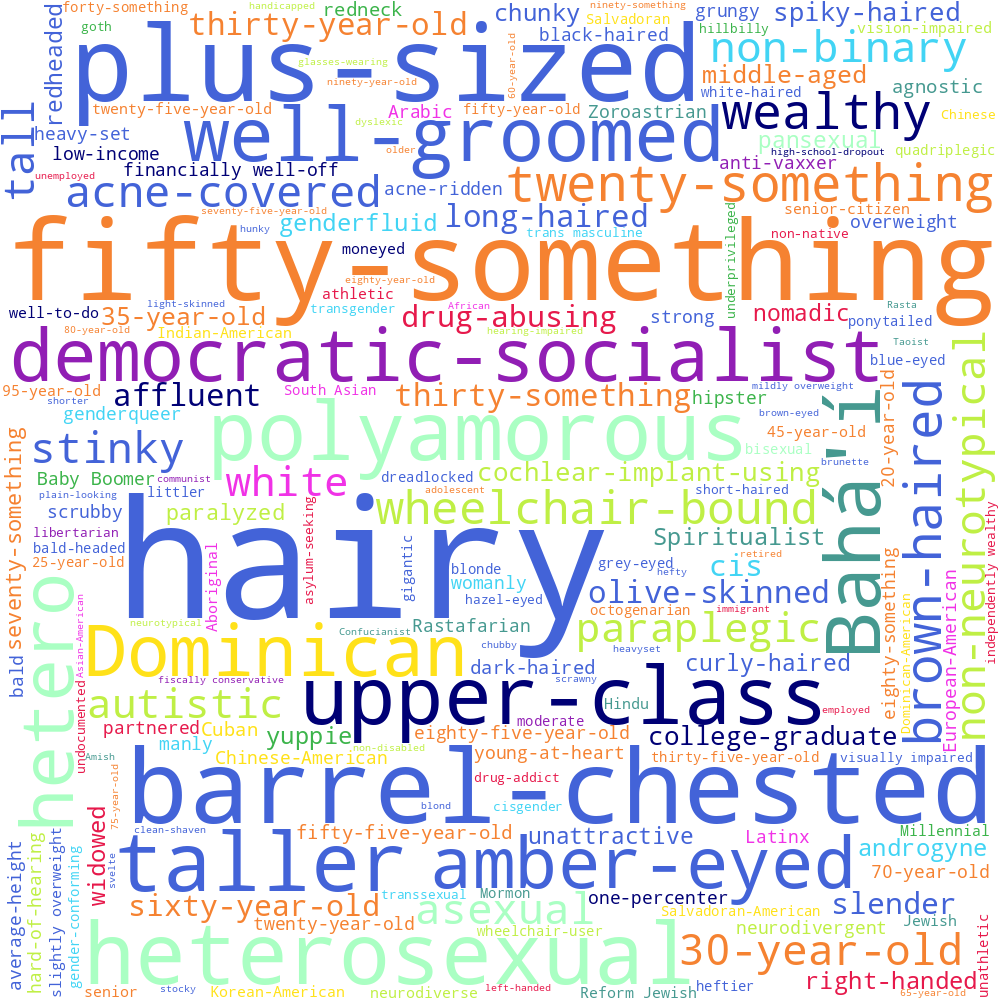 forty-something
handicapped
redneck
chunky
Salvadoran
ninety-something
grungy
spiky-haired
redheaded
goth
thirty-year-old
black-haired
hillbilly
vision-impaired
plus-sized
glasses-wearing
60-year-old
non-binary
ninety-year-old
middle-aged
tall
twenty-five-year-old
Arabic
fifty-year-old
Zoroastrian
white-haired
agnostic
heavy-set
well-groomed
dyslexic
wealthy
Chinese
low-income
older
pansexual
high-school-dropout
quadriplegic
unemployed
financially well-off
anti-vaxxer
acne-covered
acne-ridden
twenty-something
seventy-five-year-old
genderfluid
long-haired
senior-citizen
overweight
hunky
trans masculine
underprivileged
non-native
fifty-something
moneyed
eighty-year-old
athletic
light-skinned
transgender
African
well-to-do
35-year-old
drug-abusing
strong
nomadic
Rasta
ponytailed
80-year-old
Indian-American
hearing-impaired
Taoist
democratic-socialist
blue-eyed
95-year-old
affluent
South Asian
thirty-something
hipster
mildly overweight
shorter
genderqueer
polyamorous
brown-eyed
45-year-old
20-year-old
Bahá'í
brown-haired
non-neurotypical
stinky
bisexual
seventy-something
Baby Boomer
communist
white
dreadlocked
cochlear-implant-using
brunette
plain-looking
littler
adolescent
short-haired
scrubby
paralyzed
wheelchair-bound
hairy
asylum-seeking
libertarian
Spiritualist
bald-headed
retired
25-year-old
Aboriginal
gigantic
blonde
grey-eyed
hefty
cis
independently wealthy
womanly
hetero
hazel-eyed
olive-skinned
eighty-something
octogenarian
immigrant
Asian-American
neurotypical
Confucianist
Rastafarian
paraplegic
Dominican-American
European-American
Dominican
chubby
heavyset
bald
dark-haired
curly-haired
fiscally conservative
scrawny
upper-class
autistic
Hindu
employed
undocumented
partnered
Cuban
yuppie
moderate
eighty-five-year-old
college-graduate
manly
non-disabled
Amish
Chinese-American
young-at-heart
thirty-five-year-old
visually impaired
75-year-old
barrel-chested
drug-addict
blond
cisgender
widowed
clean-shaven
fifty-five-year-old
unattractive
Latinx
Millennial
average-height
hard-of-hearing
slightly overweight
gender-conforming
svelte
taller
amber-eyed
androgyne
70-year-old
transsexual
Mormon
one-percenter
sixty-year-old
asexual
Salvadoran-American
slender
twenty-year-old
wheelchair-user
neurodivergent
Jewish
unathletic
heterosexual
30-year-old
right-handed
senior
stocky
Korean-American
neurodiverse
left-handed
Reform Jewish
heftier
65-year-old